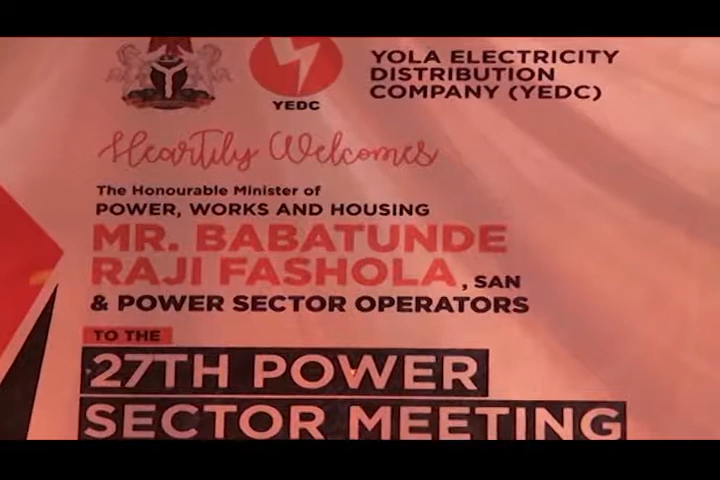 YEDC
YOLA ELECTRICITY
DISTRIBUTION
COMPANY (YEDC)
Heartily Welcomes
The Honourable Minister of
POWER, WORKS AND HOUSING
MR. BABATUNDE
RAJI FASHOLA, SAN
& POWER SECTOR OPERATORS
TO THE
27TH POWER
SECTOR MEETING